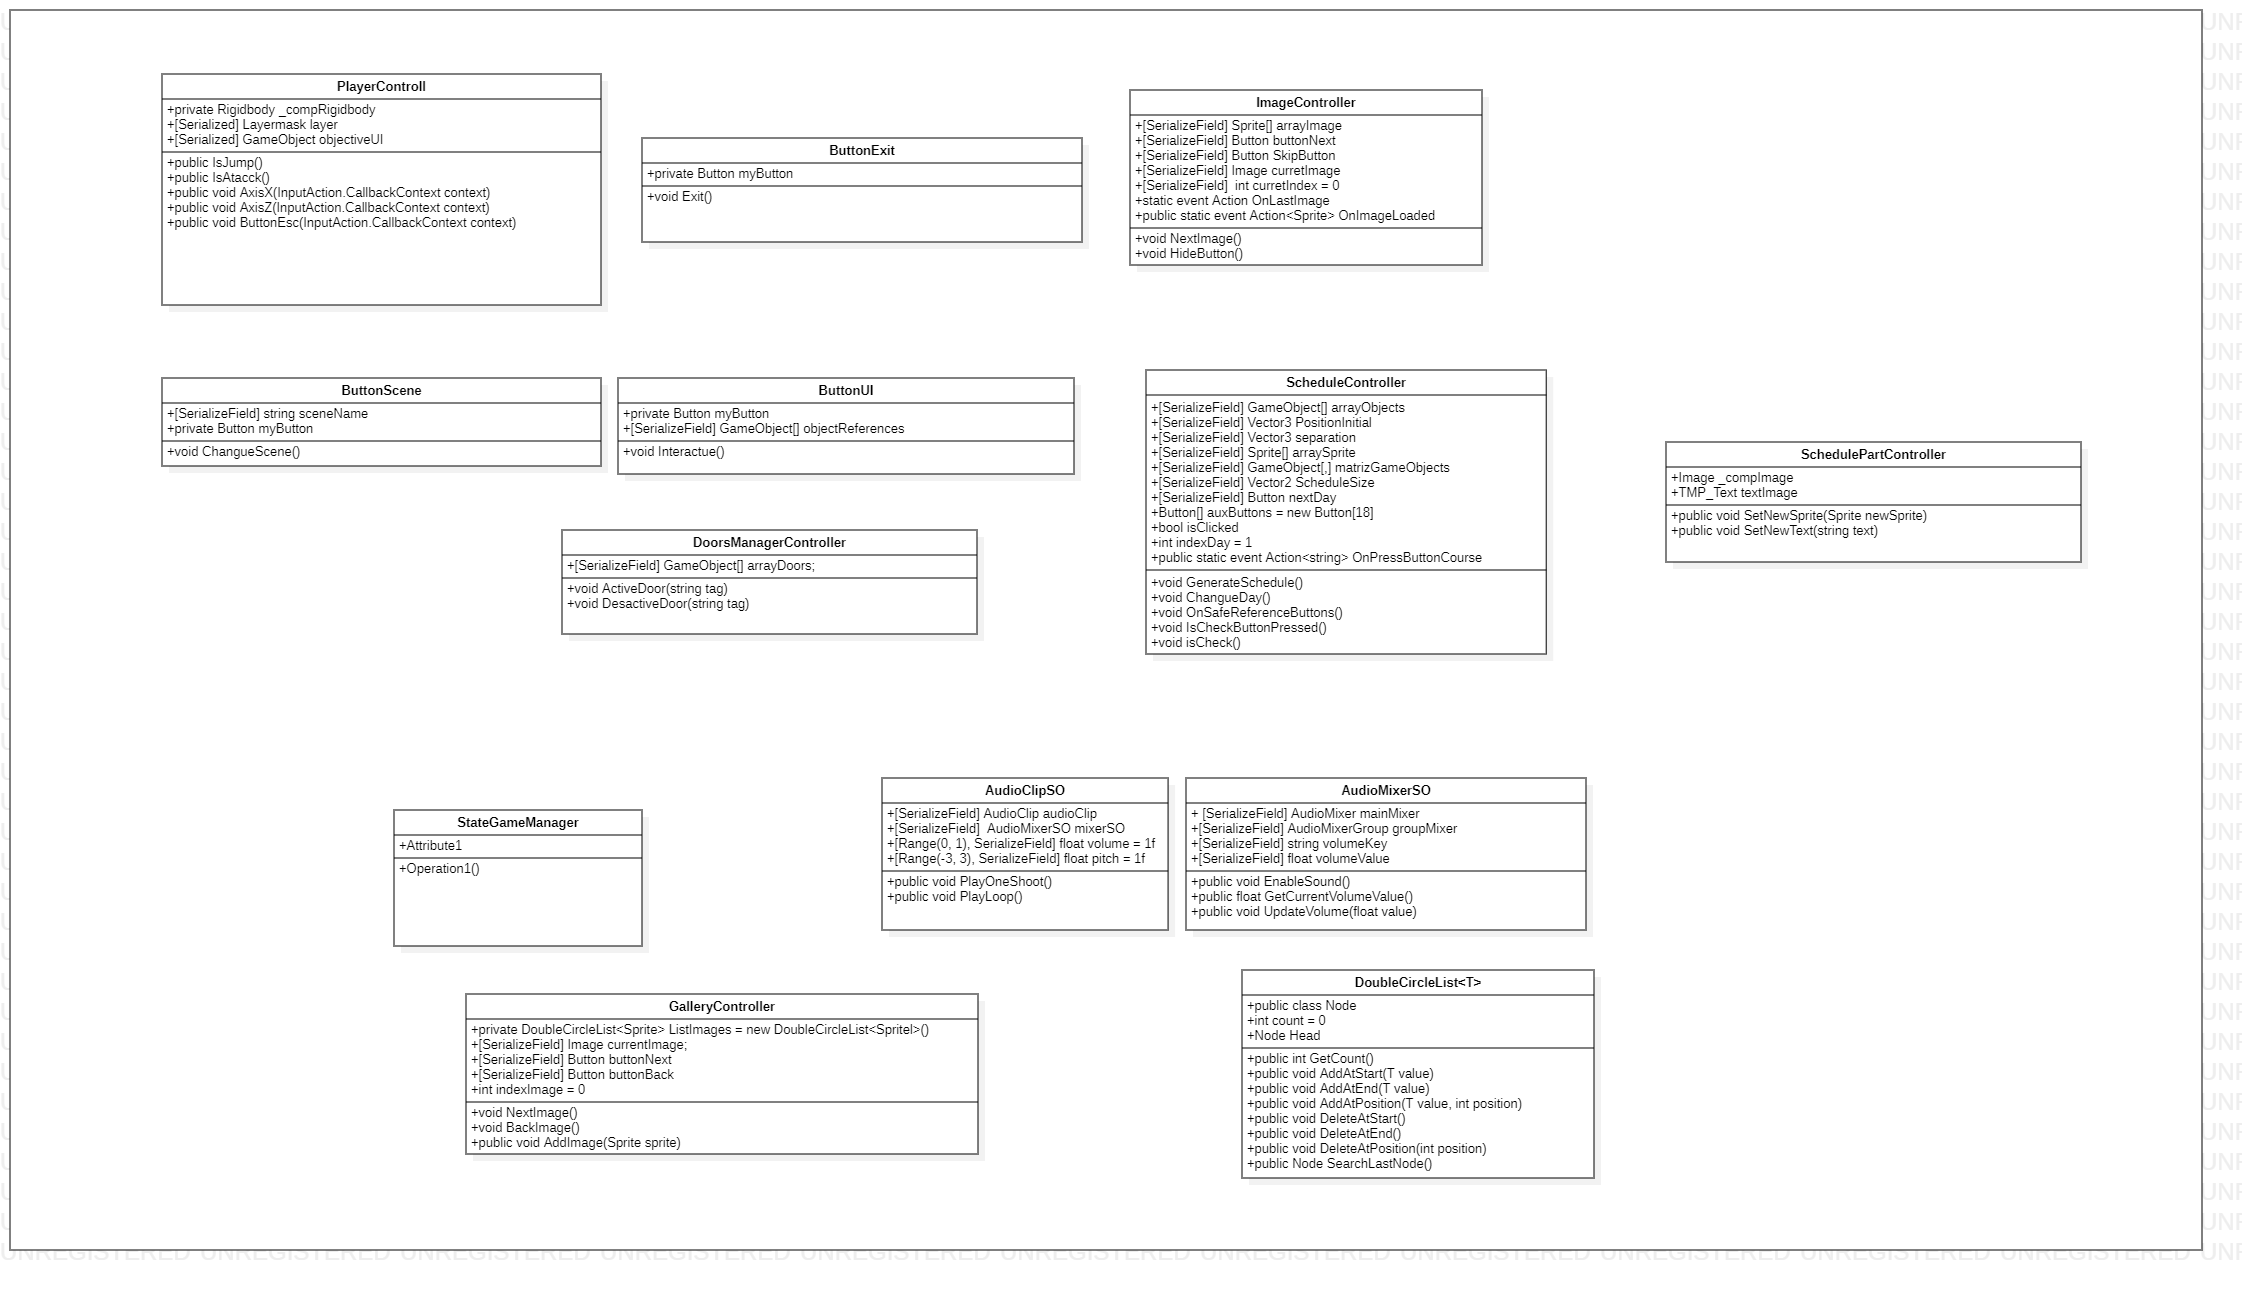 PlayerControll
+private Rigidbody _compRigidbody
+[Serialized] Layermask layer
+[Serialized] GameObject objectiveUI
+public IsJump()
+public IsAtacck()
+public void AxisX(InputAction.CallbackContext context)
+public void AxisZ(InputAction.CallbackContext context)
+public void ButtonEsc(InputAction.CallbackContext context)
ButtonExit
+private Button myButton
+void Exit()
ImageController
+[SerializeField] Sprite[] arrayImage
+[SerializeField] Button buttonNext
+[SerializeField] Button SkipButton
+[SerializeField] Image curretImage
+[SerializeField]  int curretIndex = 0
+static event Action OnLastImage
+public static event Action<Sprite> OnImageLoaded
+void NextImage()
+void HideButton()
ButtonScene
+[SerializeField] string sceneName
+private Button myButton
+void ChangueScene()
ButtonUI
+private Button myButton
+[SerializeField] GameObject[] objectReferences
+void Interactue()
ScheduleController
+[SerializeField] GameObject[] arrayObjects
+[SerializeField] Vector3 PositionInitial
+[SerializeField] Vector3 separation
+[SerializeField] Sprite[] arraySprite
+[SerializeField] GameObject[,] matrizGameObjects
+[SerializeField] Vector2 ScheduleSize
+[SerializeField] Button nextDay
+Button[] auxButtons = new Button[18]
+bool isClicked
+int indexDay = 1
+public static event Action<string> OnPressButtonCourse
+void GenerateSchedule()
+void ChangueDay()
+void OnSafeReferenceButtons()
+void IsCheckButtonPressed()
+void isCheck()
SchedulePartController
+Image _compImage
+TMP_Text textImage
+public void SetNewSprite(Sprite newSprite)
+public void SetNewText(string text)
DoorsManagerController
+[SerializeField] GameObject[] arrayDoors;
+void ActiveDoor(string tag)
+void DesactiveDoor(string tag)
StateGameManager
+Attribute1
+Operation1()
AudioClipSO
+[SerializeField] AudioClip audioClip
+[SerializeField]  AudioMixerSO mixerSO
+[Range(0, 1), SerializeField] float volume = 1f
+[Range(-3, 3), SerializeField] float pitch = 1f
+public void PlayOneShoot()
+public void PlayLoop()
AudioMixerSO
+ [SerializeField] AudioMixer mainMixer
+[SerializeField] AudioMixerGroup groupMixer
+[SerializeField] string volumeKey
+[SerializeField] float volumeValue
+public void EnableSound()
+public float GetCurrentVolumeValue()
+public void UpdateVolume(float value)
GalleryController
+private DoubleCircleList<Sprite> ListImages = new DoubleCircleList<Spritel>()
+[SerializeField] Image currentImage;
+[SerializeField] Button buttonNext
+[SerializeField] Button buttonBack
+int indexImage = 0
+void NextImage()
+void BackImage()
+public void AddImage(Sprite sprite)
DoubleCircleList<T>
+public class Node
+int count = 0
+Node Head
+public int GetCount()
+public void AddAtStart(T value)
+public void AddAtEnd(T value)
+public void AddAtPosition(T value, int position)
+public void DeleteAtStart()
+public void DeleteAtEnd()
+public void DeleteAtPosition(int position)
+public Node SearchLastNode()
UNREGISTERED UNREGISTERED UNREGISTERED UNREGISTERED UNREGISTERED UNREGISTERED UNREGISTERED UNREGISTERED UNREGISTERED UNREGISTERED UNREGISTERED